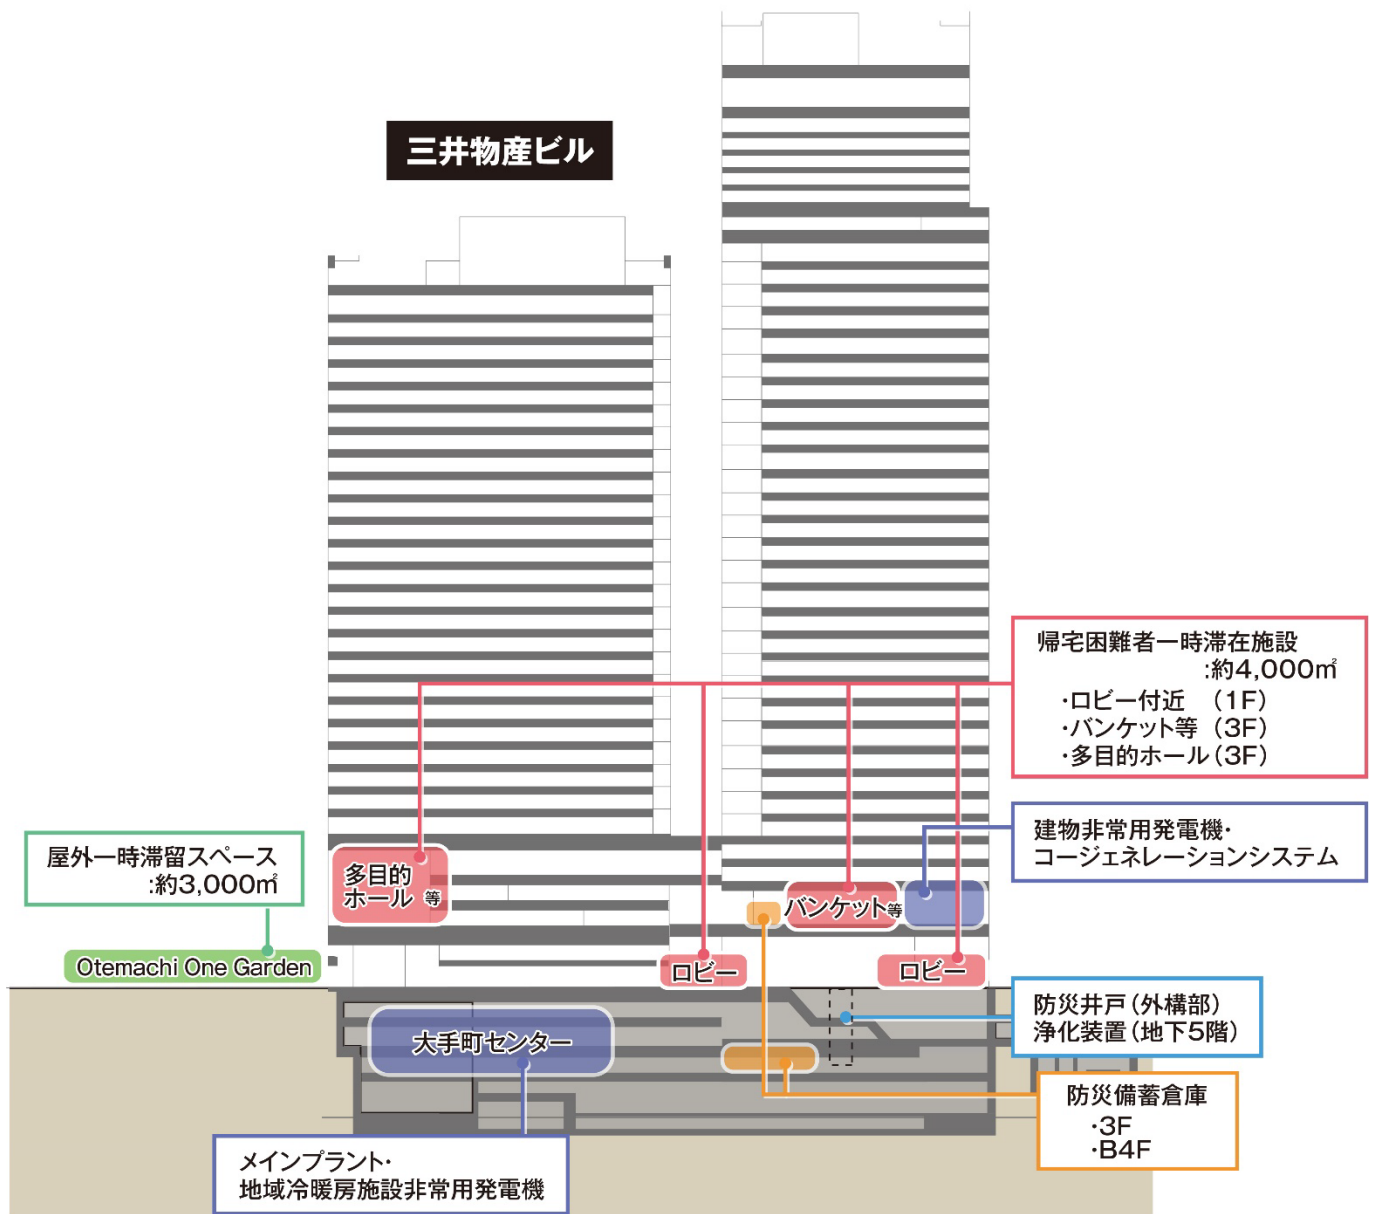 三井物産ビル
帰宅困難者一時滞在施設
:約4,000㎡
・ロビー付近 （1F）
・バンケット等（3F）
・多目的ホール（3F）
建物非常用発電機・
コージェネレーションシステム
屋外一時滞留スペース
:約3,000㎡
多目的
ホール 等
バンケット等
Otemachi One Garden
ロビー
ロビー
防災井戸（外構部）
浄化装置（地下5階）
大手町センター
防災備蓄倉庫
・3F
・B4F
メインプラント・
地域冷暖房施設非常用発電機